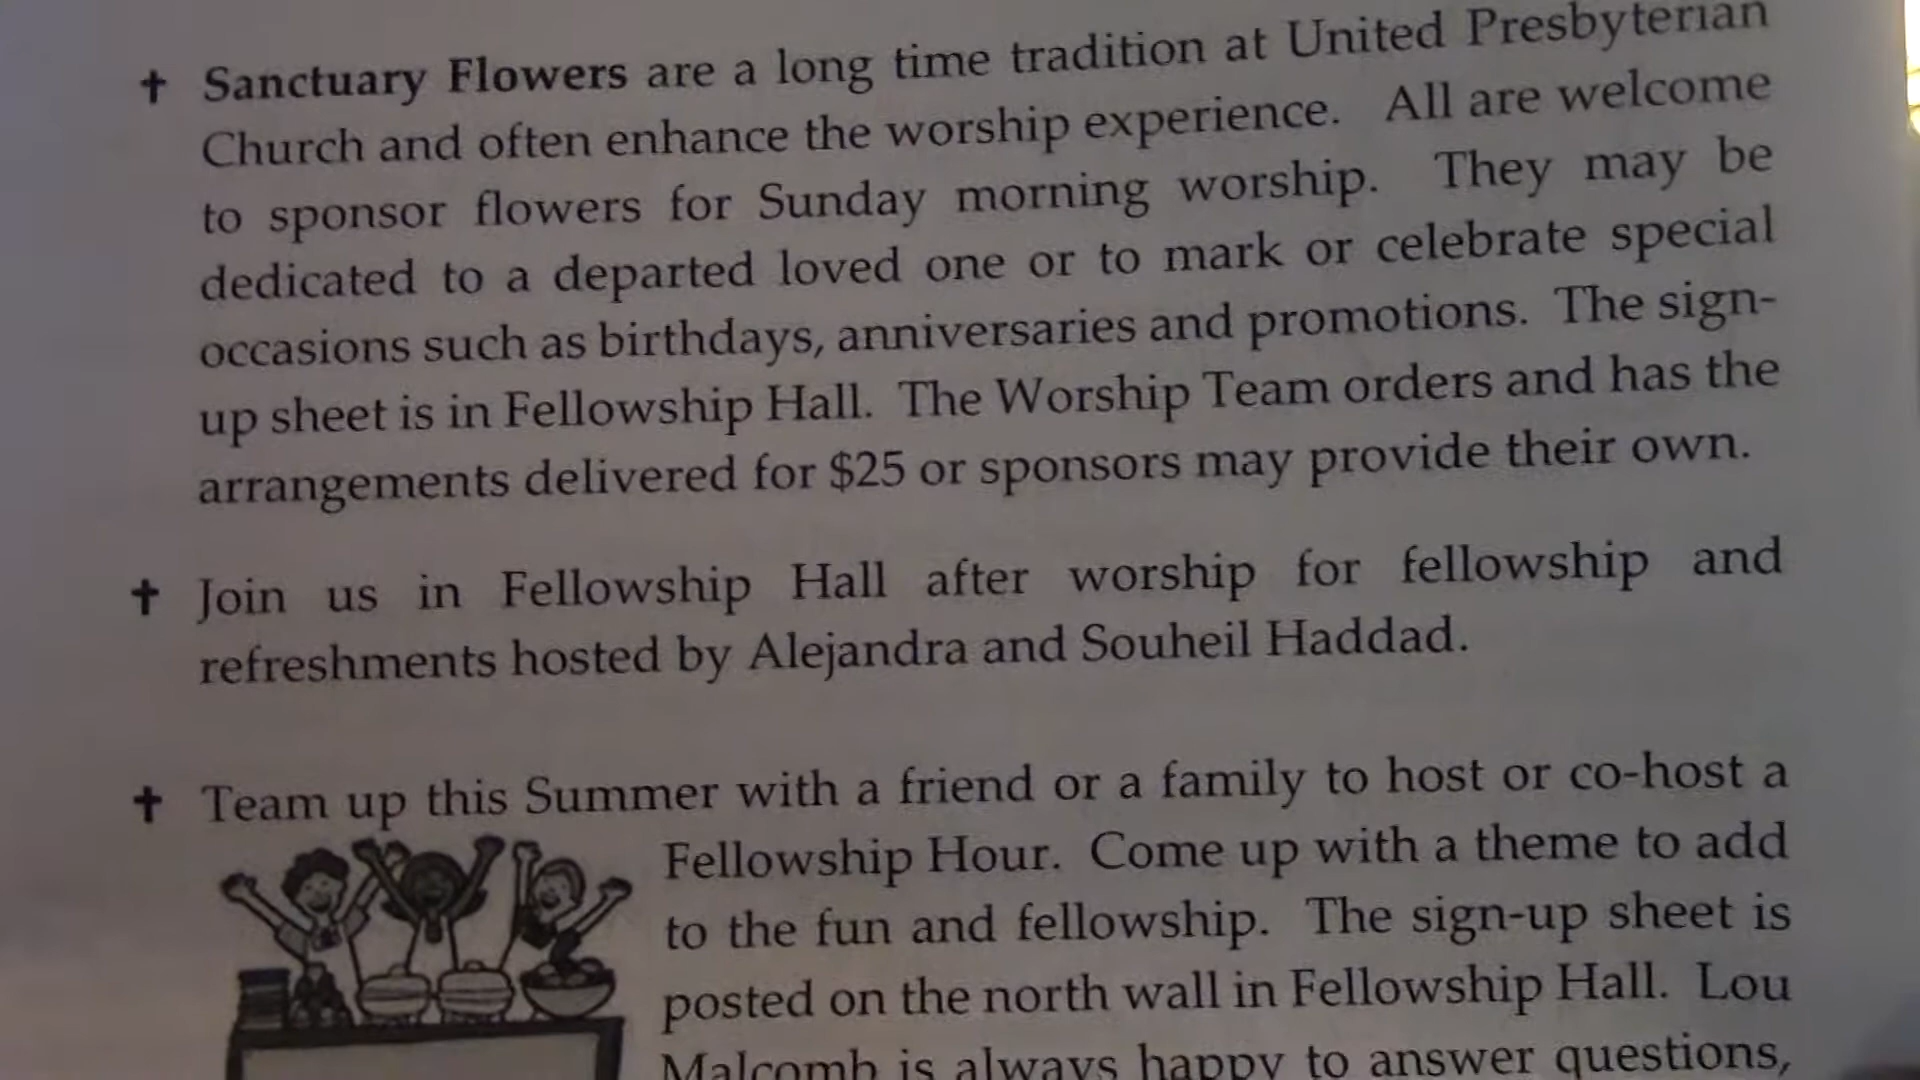 ✝ Sanctuary Flowers are a long time tradition at United Presbyterian
Church and often enhance the worship experience. All are welcome
to sponsor flowers for Sunday morning worship. They may be
dedicated to a departed loved one or to mark or celebrate special
occasions such as birthdays, anniversaries and promotions. The sign-
up sheet is in Fellowship Hall. The Worship Team orders and has the
arrangements delivered for $25 or sponsors may provide their own.
✝ Join us in Fellowship Hall after worship for fellowship and
refreshments hosted by Alejandra and Souheil Haddad.
✝ Team up this Summer with a friend or a family to host or co-host a
Fellowship Hour. Come up with a theme to add
to the fun and fellowship. The sign-up sheet is
posted on the north wall in Fellowship Hall. Lou
Malcomb is always happy to answer questions,